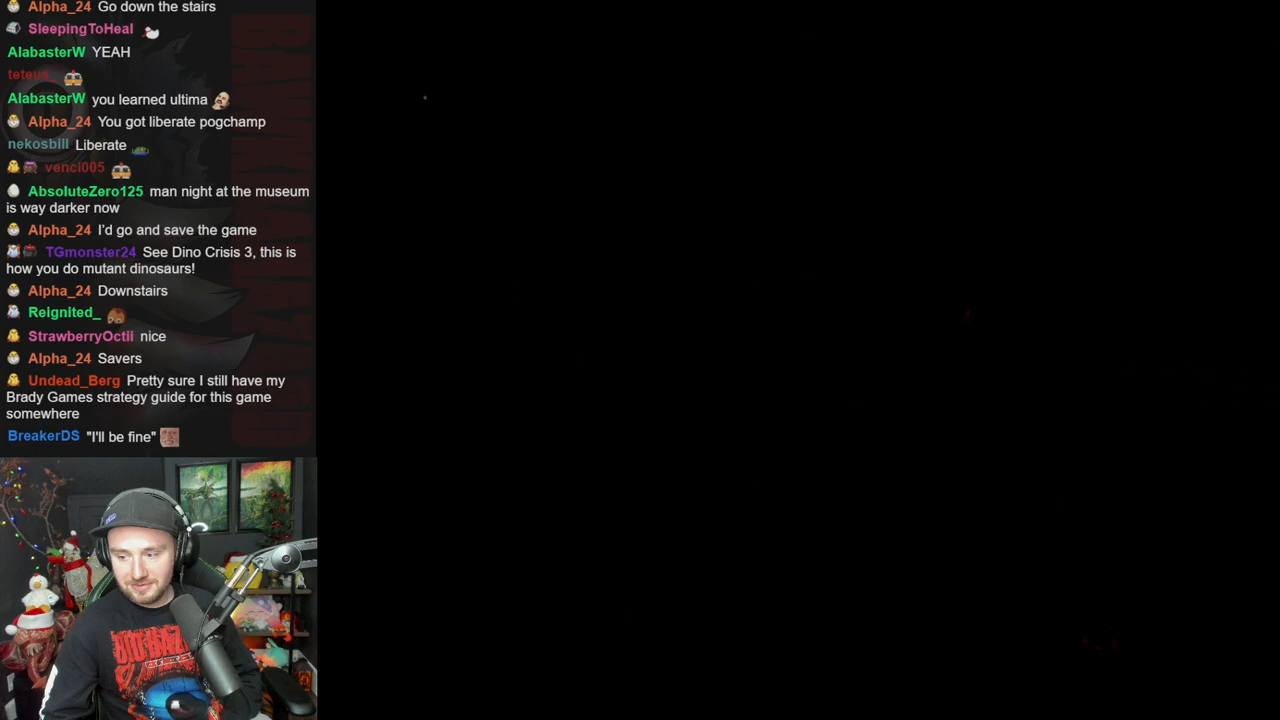 Alpha_24 Go down the stairs
SleepingToHeal
AlabasterW YEAH
teteus_
AlabasterW you learned ultima
Alpha_24 You got liberate pogchamp
nekosbill Liberate
venci005
AbsoluteZero125 man night at the museum
is way darker now
Alpha_24 I'd go and save the game
TGmonster24 See Dino Crisis 3, this is
how you do mutant dinosaurs!
Alpha_24 Downstairs
Reignited_
StrawberryOctii nice
Alpha_24 Savers
Undead_Berg Pretty sure I still have my
Brady Games strategy guide for this game
somewhere
BreakerDS "I'll be fine"